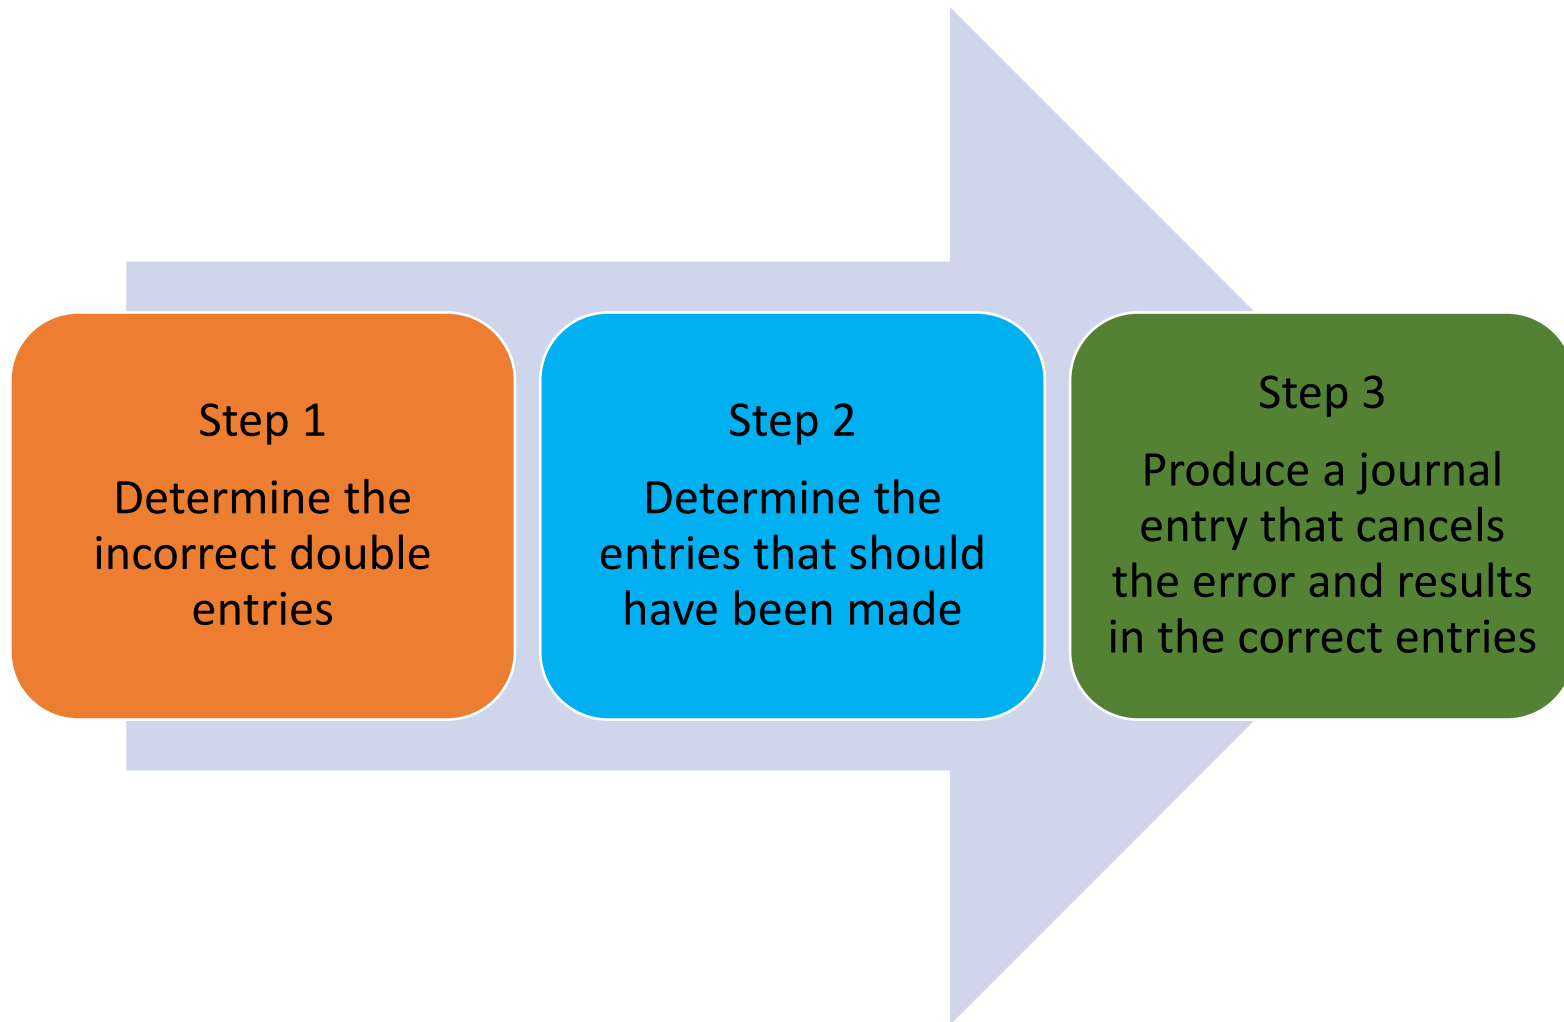 Step 1
Determine the
incorrect double
entries
Step 2
Determine the
entries that should
have been made
Step 3
Produce a journal
entry that cancels
the error and results
in the correct entries